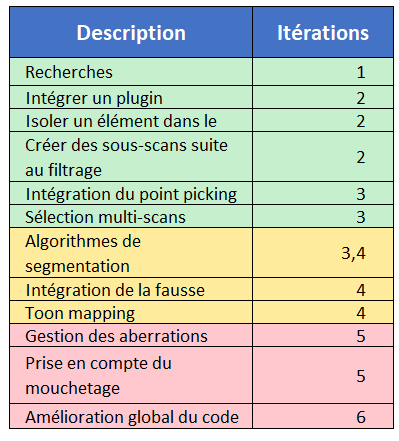 Description Itérations
Recherches 1
Intégrer un plugin 2
Isoler un élément dans le 2
Créer des sous-scans suite
au filtrage 2
Intégration du point picking 3
Sélection multi-scans 3
Algorithmes de
segmentation 3,4
Intégration de la fausse 4
Toon mapping 4
Gestion des aberrations 5
Prise en compte du
mouchetage 5
Amélioration global du code 6